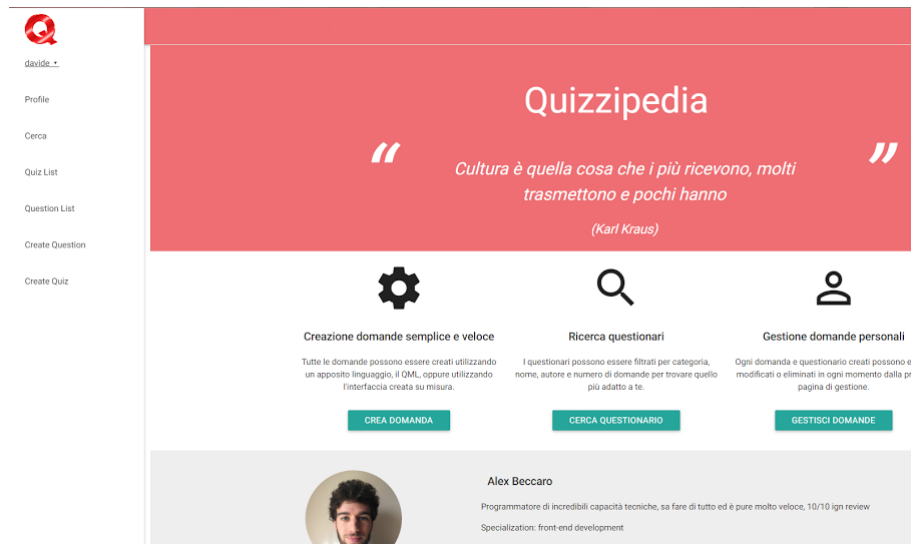 Q
davide
Profile
Cerca
Quiz List
Question List
Create Question
Create Quiz
Quizzipedia
“ ”
Cultura è quella cosa che i più ricevono, molti
trasmettono e pochi hanno
(Karl Kraus)
Creazione domande semplice e veloce
Tutte le domande possono essere creati utilizzando
un apposito linguaggio, il QML, oppure utilizzando
l'interfaccia creata su misura.
CREA DOMANDA
Ricerca questionari
I questionari possono essere filtrati per categoria,
nome, autore e numero di domande per trovare quello
più adatto a te.
CERCA QUESTIONARIO
Gestione domande personali
Ogni domanda e questionario creati possono e
modificati o eliminati in ogni momento dalla pr
pagina di gestione.
GESTISCI DOMANDE
Alex Beccaro
Programmatore di incredibili capacità tecniche, sa fare di tutto ed è pure molto veloce, 10/10 ign review
Specialization: front-end development